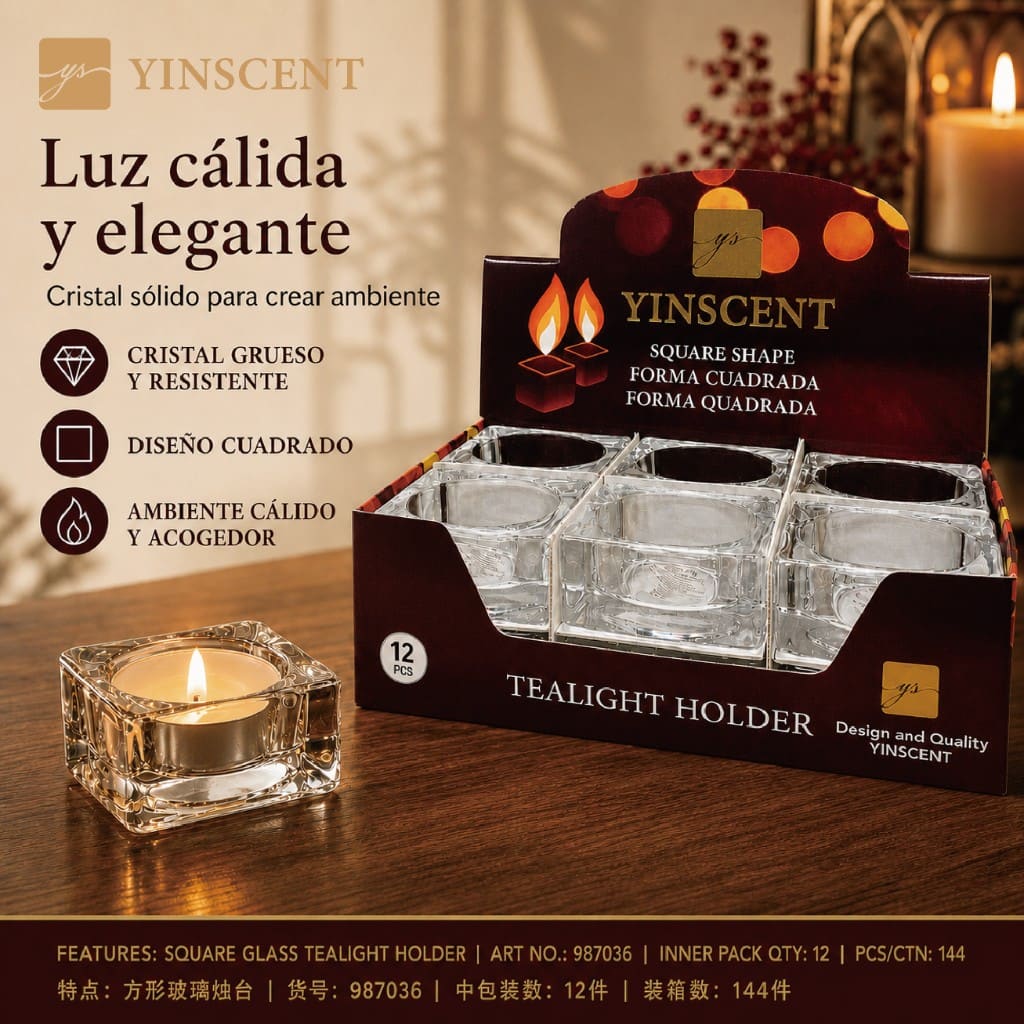 ys YINSCENT
Luz cálida
y elegante
Cristal sólido para crear ambiente
CRISTAL GRUESO
Y RESISTENTE
DISEÑO CUADRADO
AMBIENTE CÁLIDO
Y ACOGEDOR
ys
YINSCENT
SQUARE SHAPE
FORMA CUADRADA
FORMA QUADRADA
12
PCS
TEALIGHT HOLDER
ys
Design and Quality
YINSCENT
FEATURES: SQUARE GLASS TEALIGHT HOLDER | ART NO.: 987036 | INNER PACK QTY: 12 | PCS/CTN: 144
特点：方形玻璃烛台 | 货号：987036 | 中包装数：12件 | 装箱数：144件